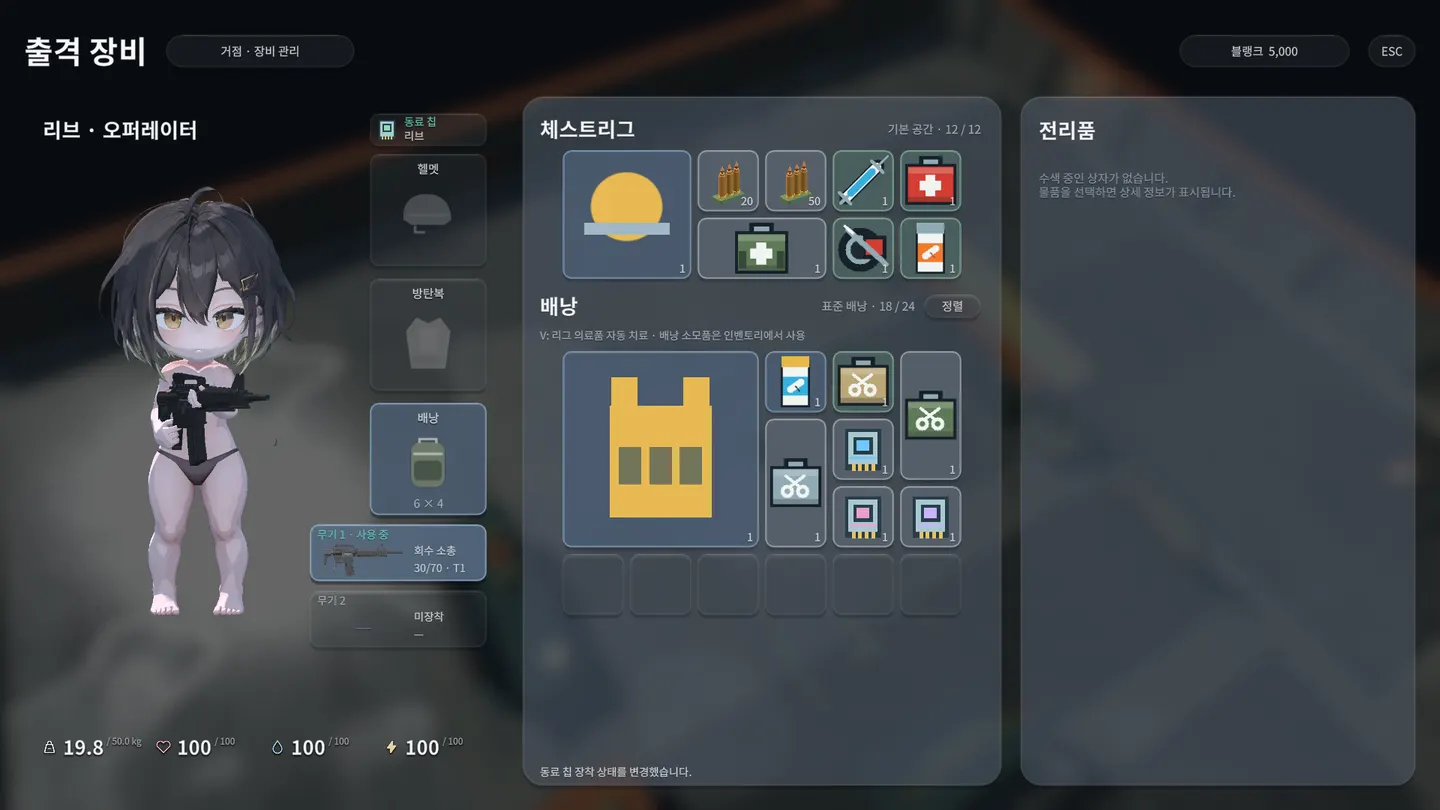 출격 장비
거점 · 장비 관리
블랭크 5,000
ESC
리브 · 오퍼레이터
동료 칩
리브
헬멧
방탄복
배낭
6 × 4
무기 1 · 사용 중
회수 소총
30/70 · T1
무기 2
미장착
—
19.8 / 50.0 kg
100 / 100
100 / 100
100 / 100
체스트리그
기본 공간 · 12 / 12
1
20
50
1
1
1
1
1
배낭
표준 배낭 · 18 / 24
정렬
V: 리그 의료품 자동 치료 · 배낭 소모품은 인벤토리에서 사용
1
1
1
1
1
1
1
1
동료 칩 장착 상태를 변경했습니다.
전리품
수색 중인 상자가 없습니다.
물품을 선택하면 상세 정보가 표시됩니다.